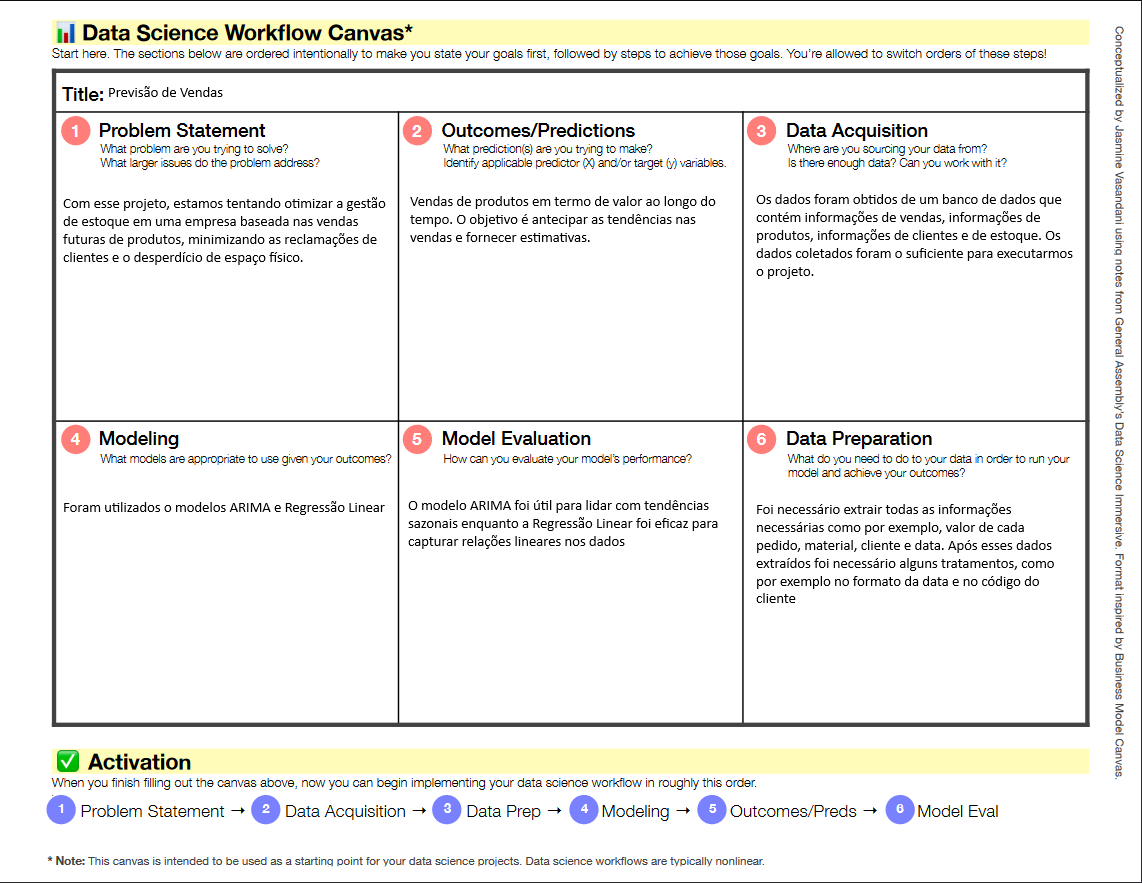 📊 Data Science Workflow Canvas*
Start here. The sections below are ordered intentionally to make you state your goals first, followed by steps to achieve those goals. You're allowed to switch orders of these steps!
Title: Previsão de Vendas
1 Problem Statement
What problem are you trying to solve?
What larger issues do the problem address?
Com esse projeto, estamos tentando otimizar a gestão
de estoque em uma empresa baseada nas vendas
futuras de produtos, minimizando as reclamações de
clientes e o desperdício de espaço físico.
2 Outcomes/Predictions
What prediction(s) are you trying to make?
Identify applicable predictor (X) and/or target (y) variables.
Vendas de produtos em termo de valor ao longo do
tempo. O objetivo é antecipar as tendências nas
vendas e fornecer estimativas.
3 Data Acquisition
Where are you sourcing your data from?
Is there enough data? Can you work with it?
Os dados foram obtidos de um banco de dados que
contém informações de vendas, informações de
produtos, informações de clientes e de estoque. Os
dados coletados foram o suficiente para executarmos
o projeto.
4 Modeling
What models are appropriate to use given your outcomes?
Foram utilizados o modelos ARIMA e Regressão Linear
5 Model Evaluation
How can you evaluate your model's performance?
O modelo ARIMA foi útil para lidar com tendências
sazonais enquanto a Regressão Linear foi eficaz para
capturar relações lineares nos dados
6 Data Preparation
What do you need to do to your data in order to run your
model and achieve your outcomes?
Foi necessário extrair todas as informações
necessárias como por exemplo, valor de cada
pedido, material, cliente e data. Após esses dados
extraídos foi necessário alguns tratamentos, como
por exemplo no formato da data e no código do
cliente
✅ Activation
When you finish filling out the canvas above, now you can begin implementing your data science workflow in roughly this order.
1 Problem Statement → 2 Data Acquisition → 3 Data Prep → 4 Modeling → 5 Outcomes/Preds → 6 Model Eval
* Note: This canvas is intended to be used as a starting point for your data science projects. Data science workflows are typically nonlinear.
Conceptualized by Jasmine Vasandani using notes from General Assembly's Data Science Immersive. Format inspired by Business Model Canvas.